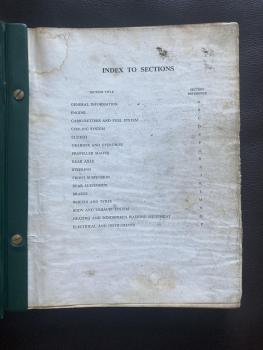 INDEX TO SECTIONS
SECTION TITLE SECTION REFERENCE
GENERAL INFORMATION
ENGINE
CARBURETTERS AND FUEL SYSTEM
COOLING SYSTEM
CLUTCH
GEARBOX AND OVERDRIVE
PROPELLER SHAFTS
REAR AXLE
STEERING
FRONT SUSPENSION
REAR SUSPENSION
BRAKES
WHEELS AND TYRES
BODY AND EXHAUST SYSTEM
HEATING AND WINDSCREEN WASHING EQUIPMENT
ELECTRICAL AND INSTRUMENTS